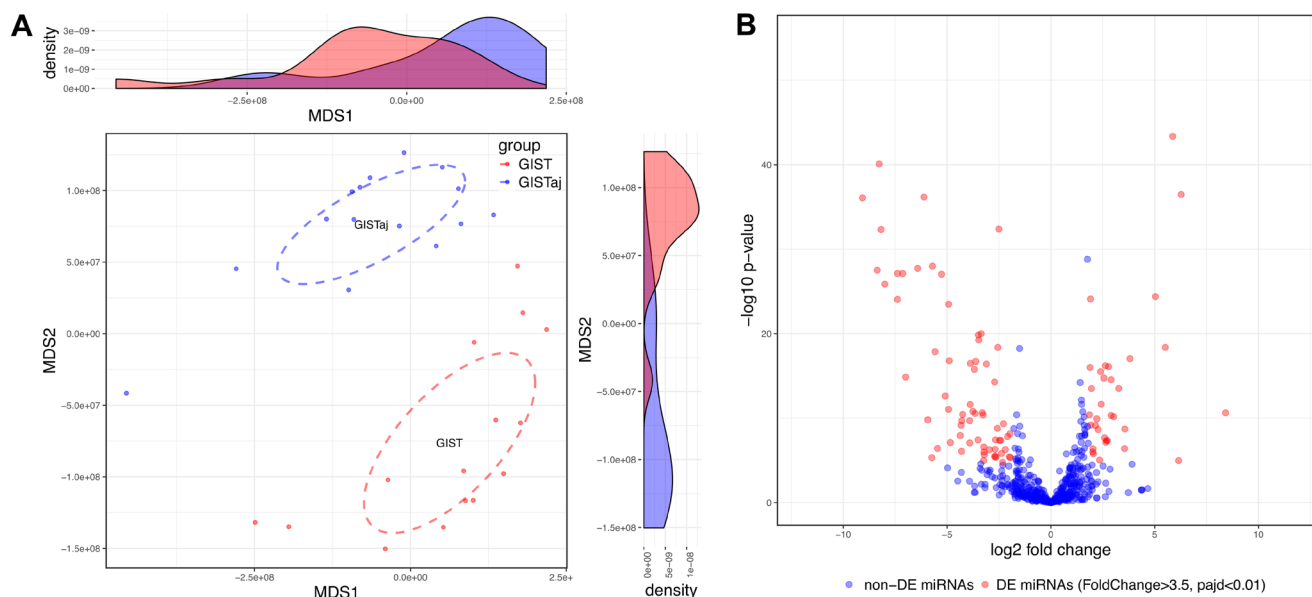 A
density
3e−09
2e−09
1e−09
0e+00
−2.5e+08
0.0e+00
2.5e+08
MDS1
group
GIST
GISTaj
1.0e+08
5.0e+07
0.0e+00
−5.0e+07
−1.0e+08
−1.5e+08
MDS2
GISTaj
GIST
−2.5e+08
0.0e+00
2.5e+
MDS1
1.0e+08
5.0e+07
0.0e+00
−5.0e+07
−1.0e+08
−1.5e+08
MDS2
0e+00
5e−09
1e−08
density
B
−log10 p−value
40
20
0
−10
−5
0
5
10
log2 fold change
non−DE miRNAs
DE miRNAs (FoldChange>3.5, pajd<0.01)